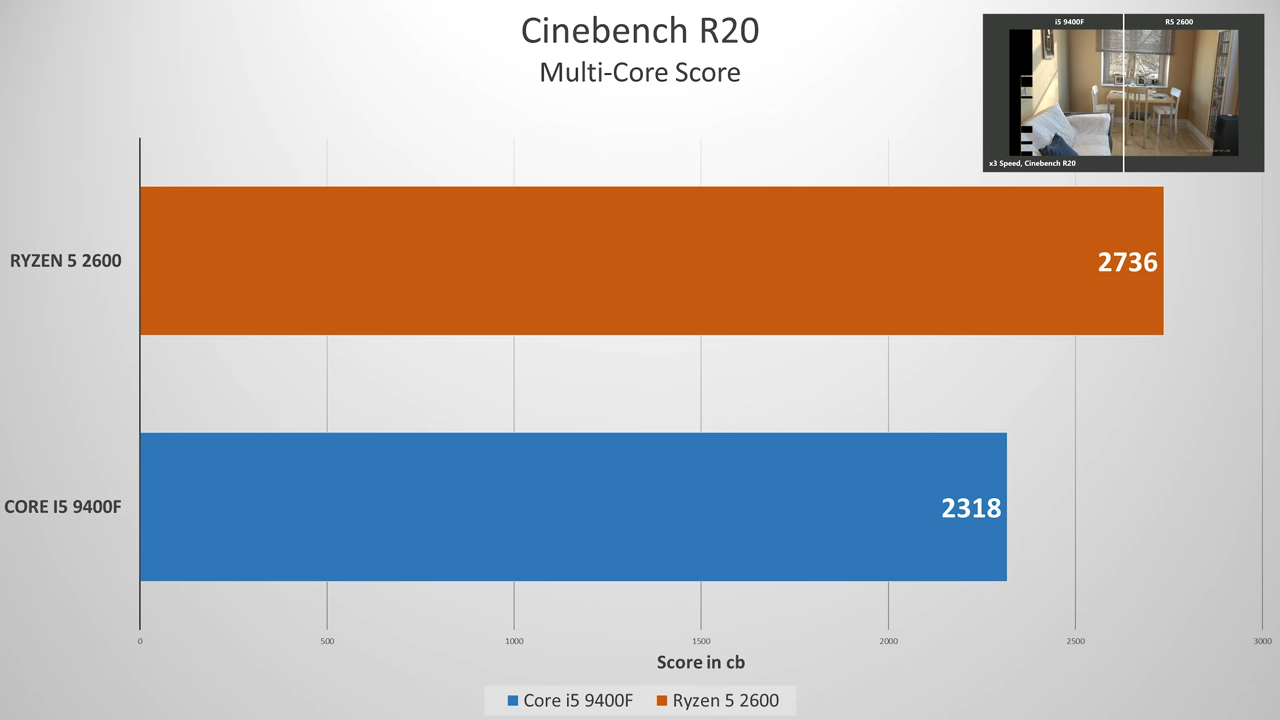 Cinebench R20
Multi-Core Score
i5 9400F
R5 2600
x3 Speed, Cinebench R20
RYZEN 5 2600
2736
CORE I5 9400F
2318
0
500
1000
1500
2000
2500
3000
Score in cb
Core i5 9400F
Ryzen 5 2600